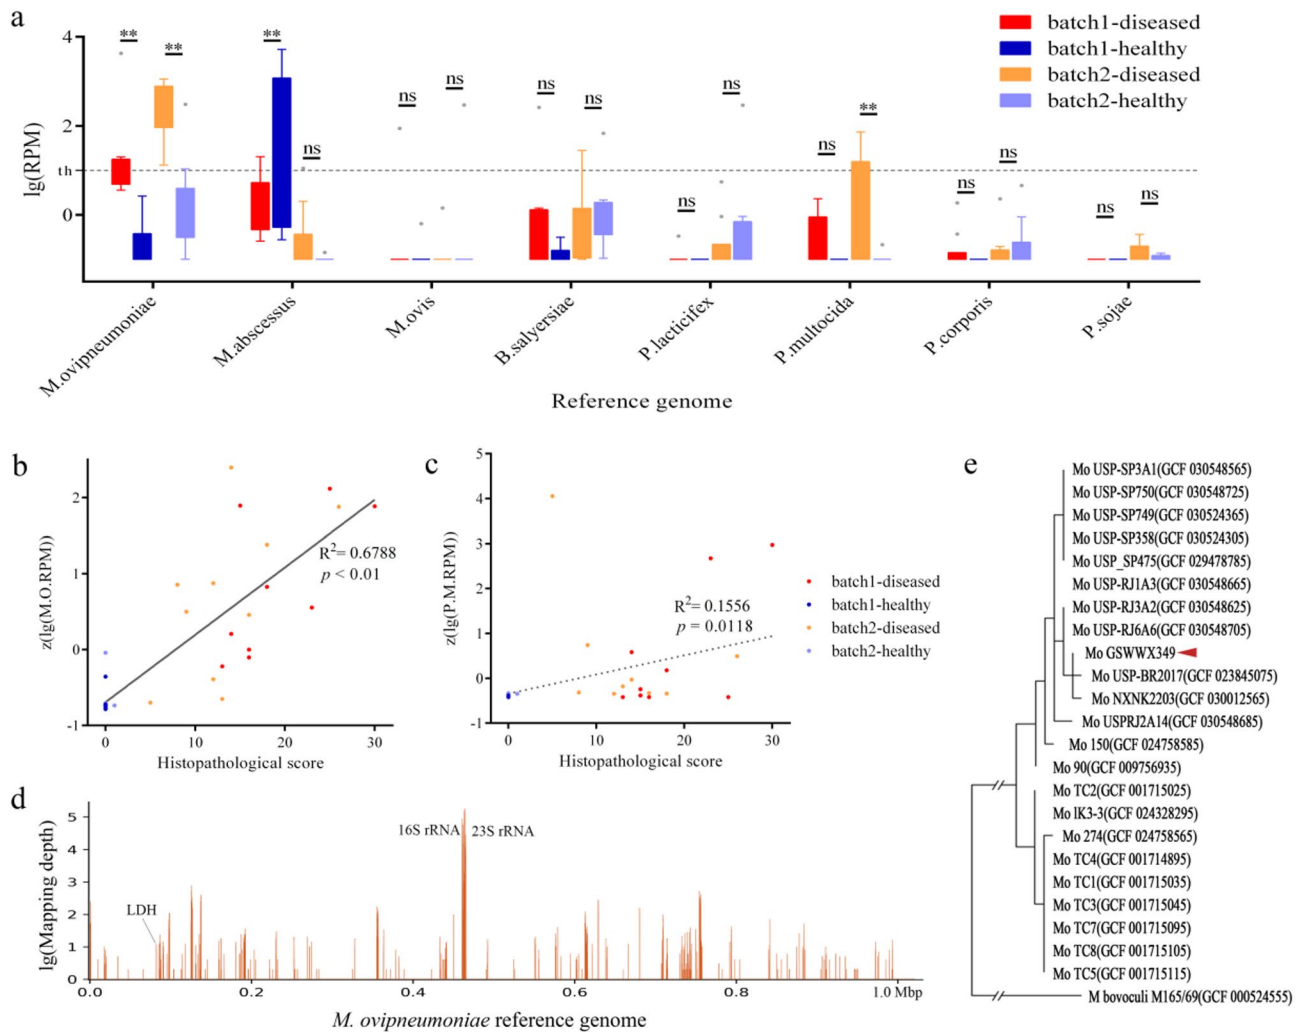 a
batch1-diseased
batch1-healthy
batch2-diseased
batch2-healthy
lg(RPM)
4
2
th
0
** ** ** ns ns ns ns ns ns ns ns ** ns ns ns ns
M.ovipneumoniae
M.abscessus
M.ovis
B.salyersiae
P.lacticifex
P.multocida
P.corporis
P.sojae
Reference genome
b
z(lg(M.O.RPM))
2
1
0
-1
R2= 0.6788
p < 0.01
0 10 20 30
Histopathological score
c
z(lg(P.M.RPM))
5
4
3
2
1
0
-1
R2= 0.1556
p = 0.0118
0 10 20 30
Histopathological score
batch1-diseased
batch1-healthy
batch2-diseased
batch2-healthy
d
lg(Mapping depth)
5
4
3
2
1
0
LDH
16S rRNA
23S rRNA
0.0 0.2 0.4 0.6 0.8 1.0 Mbp
M. ovipneumoniae reference genome
e
Mo USP-SP3A1(GCF 030548565)
Mo USP-SP750(GCF 030548725)
Mo USP-SP749(GCF 030524365)
Mo USP-SP358(GCF 030524305)
Mo USP_SP475(GCF 029478785)
Mo USP-RJ1A3(GCF 030548665)
Mo USP-RJ3A2(GCF 030548625)
Mo USP-RJ6A6(GCF 030548705)
Mo GSWWX349
Mo USP-BR2017(GCF 023845075)
Mo NXNK2203(GCF 030012565)
Mo USPRJ2A14(GCF 030548685)
Mo 150(GCF 024758585)
Mo 90(GCF 009756935)
Mo TC2(GCF 001715025)
Mo IK3-3(GCF 024328295)
Mo 274(GCF 024758565)
Mo TC4(GCF 001714895)
Mo TC1(GCF 001715035)
Mo TC3(GCF 001715045)
Mo TC7(GCF 001715095)
Mo TC8(GCF 001715105)
Mo TC5(GCF 001715115)
M bovoculi M165/69(GCF 000524555)